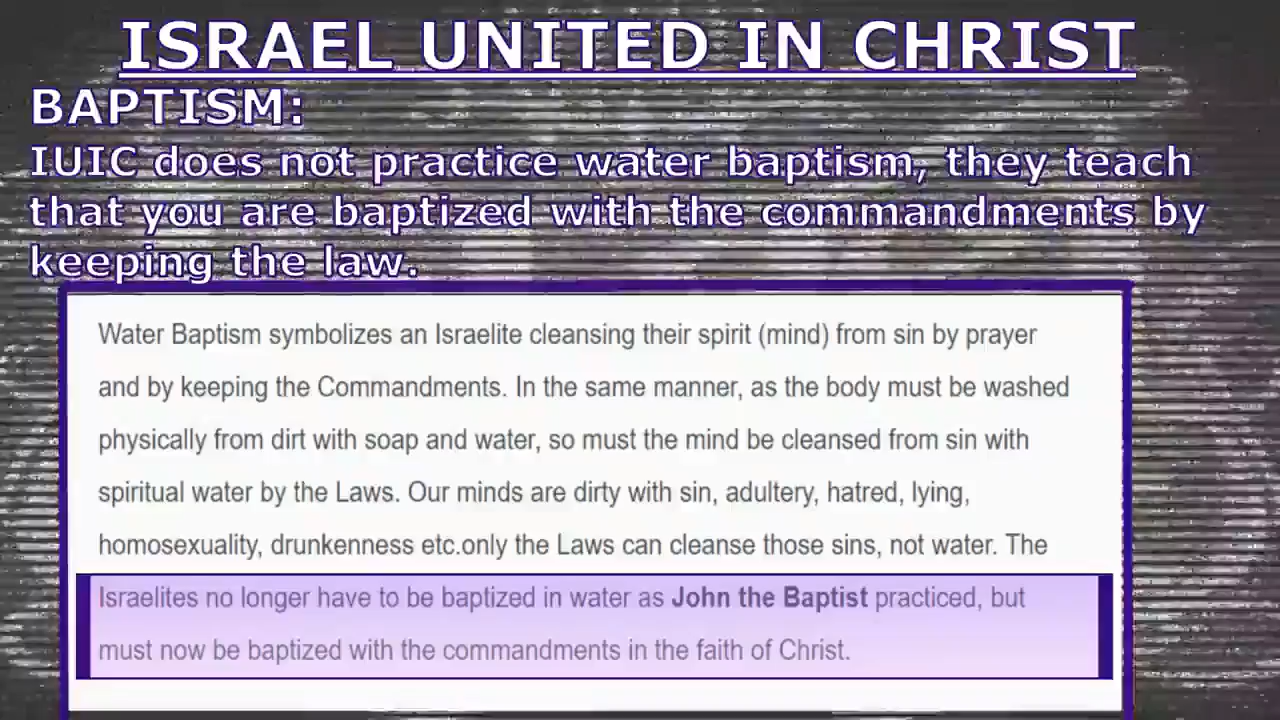 ISRAEL UNITED IN CHRIST
BAPTISM:
IUIC does not practice water baptism, they teach
that you are baptized with the commandments by
keeping the law.
Water Baptism symbolizes an Israelite cleansing their spirit (mind) from sin by prayer
and by keeping the Commandments. In the same manner, as the body must be washed
physically from dirt with soap and water, so must the mind be cleansed from sin with
spiritual water by the Laws. Our minds are dirty with sin, adultery, hatred, lying,
homosexuality, drunkenness etc.only the Laws can cleanse those sins, not water. The
Israelites no longer have to be baptized in water as John the Baptist practiced, but
must now be baptized with the commandments in the faith of Christ.